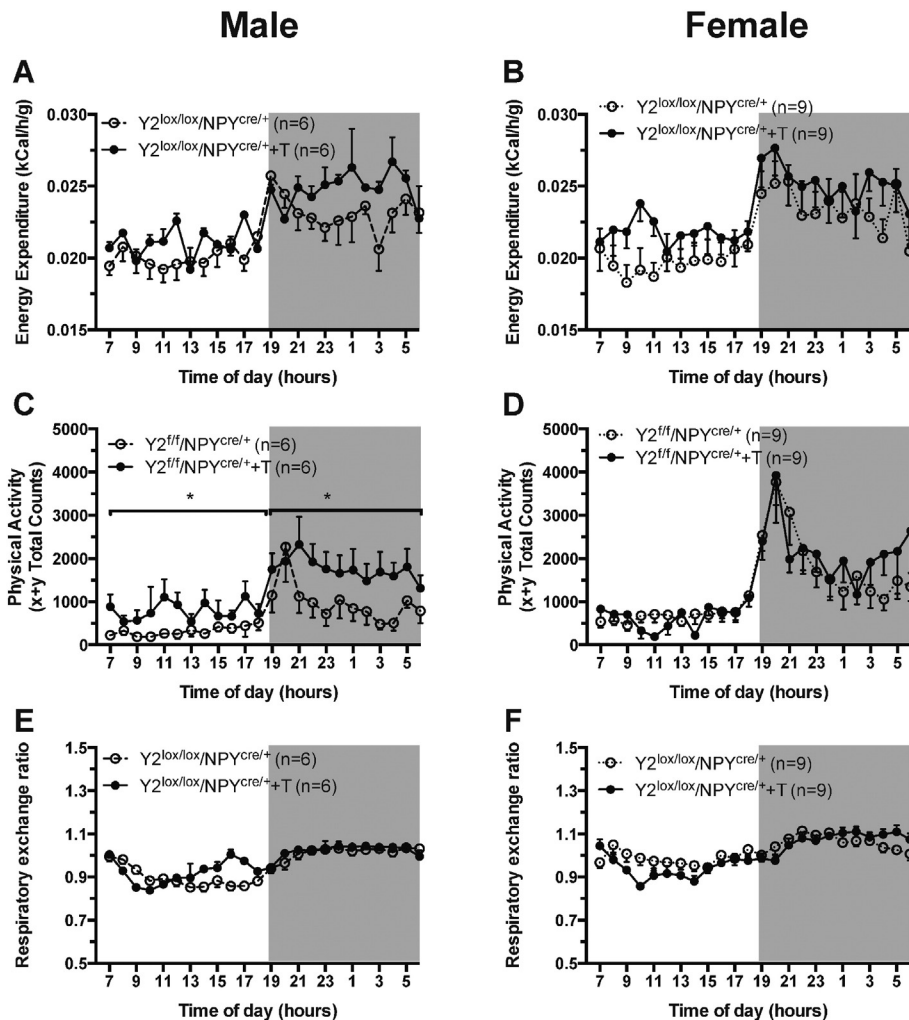 Male
Female
A
Energy Expenditure (kCal/h/g)
0.030
0.025
0.020
0.015
Y2lox/lox/NPYcre/+ (n=6)
Y2lox/lox/NPYcre/++T (n=6)
7 9 11 13 15 17 19 21 23 1 3 5
Time of day (hours)
B
Energy Expenditure (kCal/h/g)
0.030
0.025
0.020
0.015
Y2lox/lox/NPYcre/+ (n=9)
Y2lox/lox/NPYcre/++T (n=9)
7 9 11 13 15 17 19 21 23 1 3 5
Time of day (hours)
C
Physical Activity
(x+y Total Counts)
5000
4000
3000
2000
1000
0
Y2f/f/NPYcre/+ (n=6)
Y2f/f/NPYcre/++T (n=6)
* *
7 9 11 13 15 17 19 21 23 1 3 5
Time of day (hours)
D
Physical Activity
(x+y Total Counts)
5000
4000
3000
2000
1000
0
Y2f/f/NPYcre/+ (n=9)
Y2f/f/NPYcre/++T (n=9)
7 9 11 13 15 17 19 21 23 1 3 5
Time of day (hours)
E
Respiratory exchange ratio
1.5
1.3
1.1
0.9
0.7
0.5
Y2lox/lox/NPYcre/+ (n=6)
Y2lox/lox/NPYcre/++T (n=6)
7 9 11 13 15 17 19 21 23 1 3 5
Time of day (hours)
F
Respiratory exchange ratio
1.5
1.3
1.1
0.9
0.7
0.5
Y2lox/lox/NPYcre/+ (n=9)
Y2lox/lox/NPYcre/++T (n=9)
7 9 11 13 15 17 19 21 23 1 3 5
Time of day (hours)